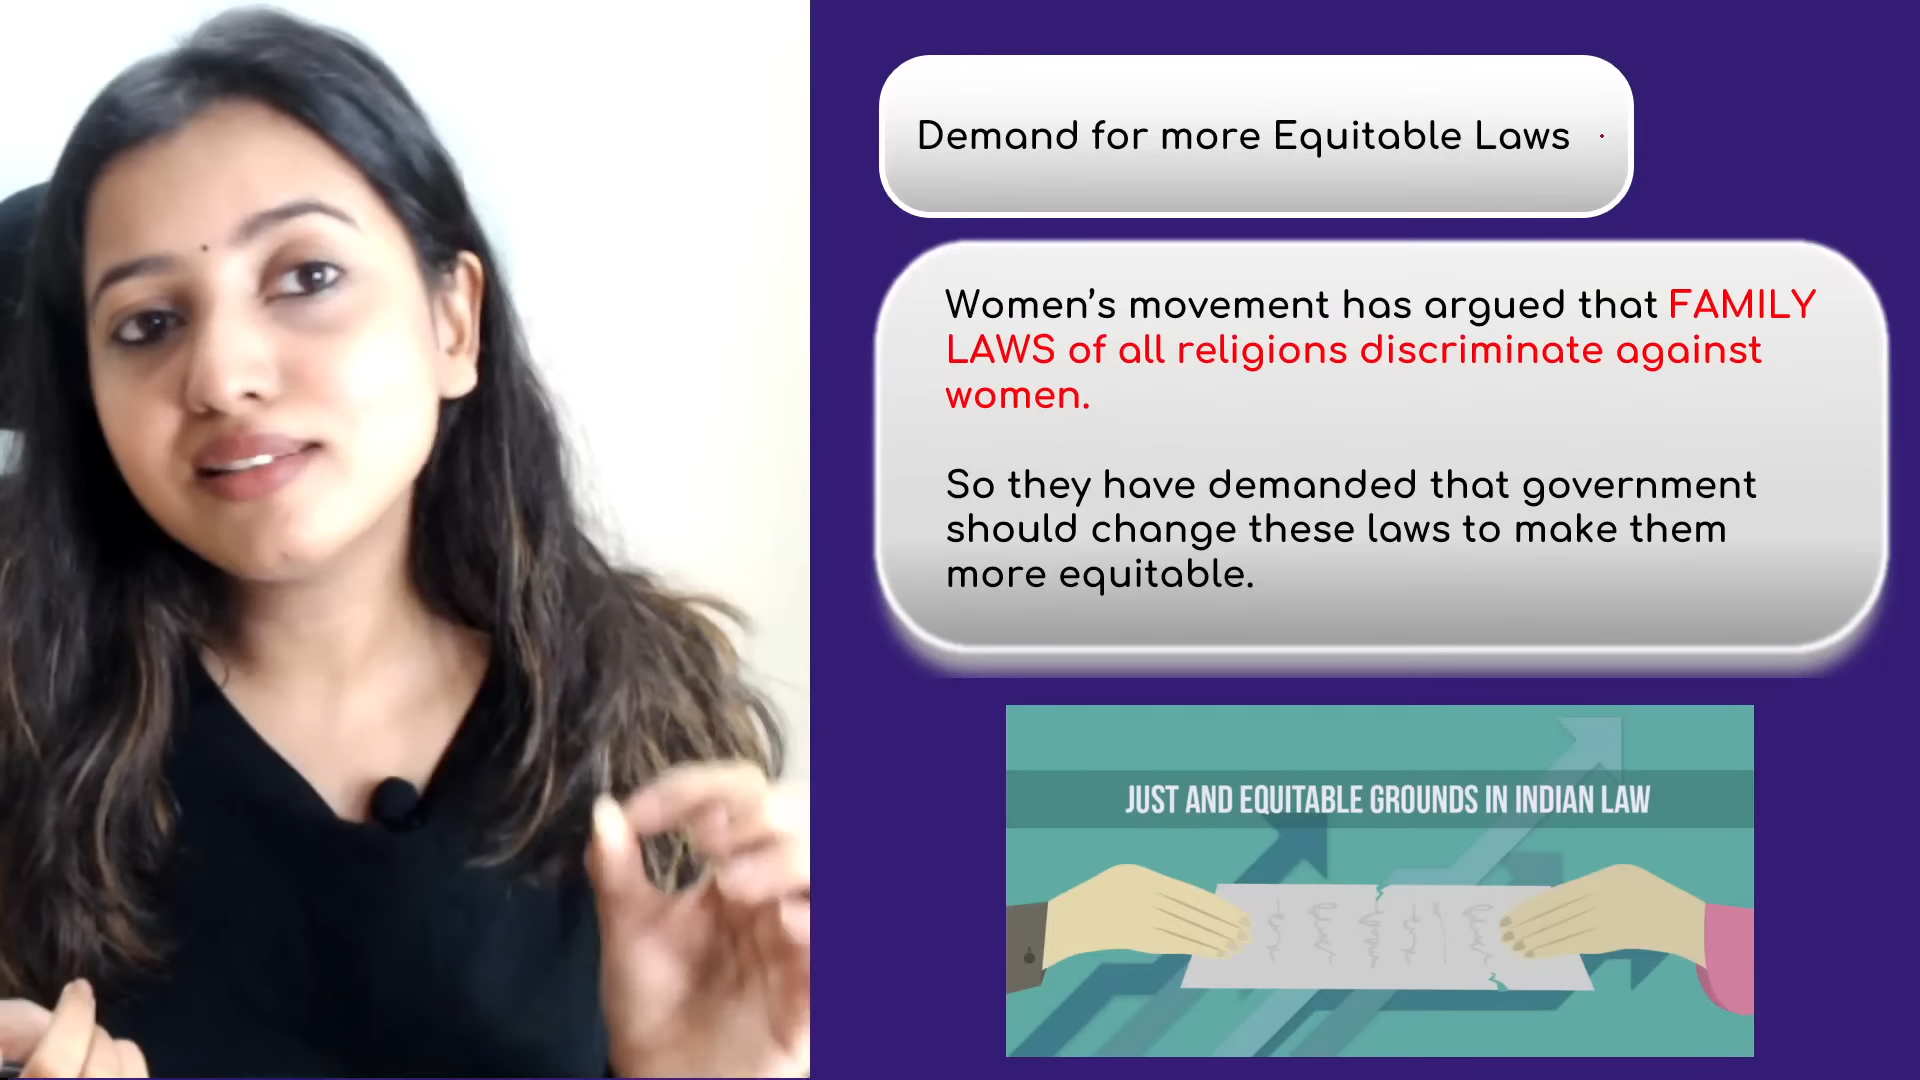 Demand for more Equitable Laws
Women’s movement has argued that FAMILY
LAWS of all religions discriminate against
women.
So they have demanded that government
should change these laws to make them
more equitable.
JUST AND EQUITABLE GROUNDS IN INDIAN LAW